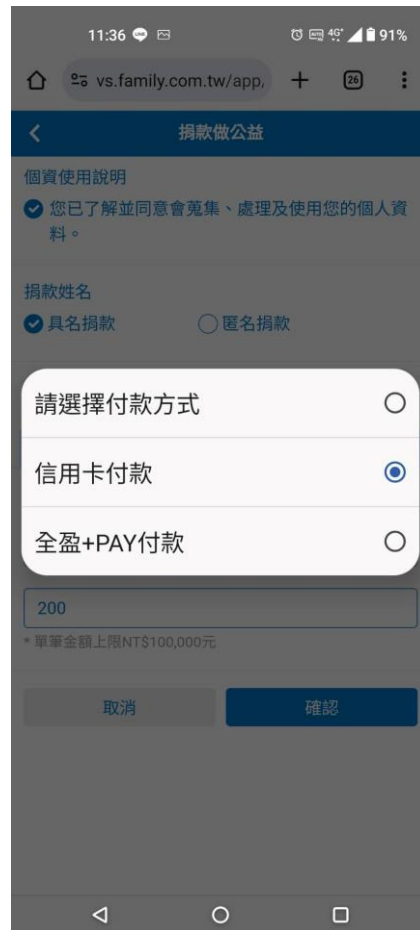 11:36
4G+ 91%
vs.family.com.tw/app,
26
捐款做公益
個資使用說明
您已了解並同意會蒐集、處理及使用您的個人資
料。
捐款姓名
具名捐款 匿名捐款
請選擇付款方式
信用卡付款
全盈+PAY付款
200
* 單筆金額上限NT$100,000元
取消 確認